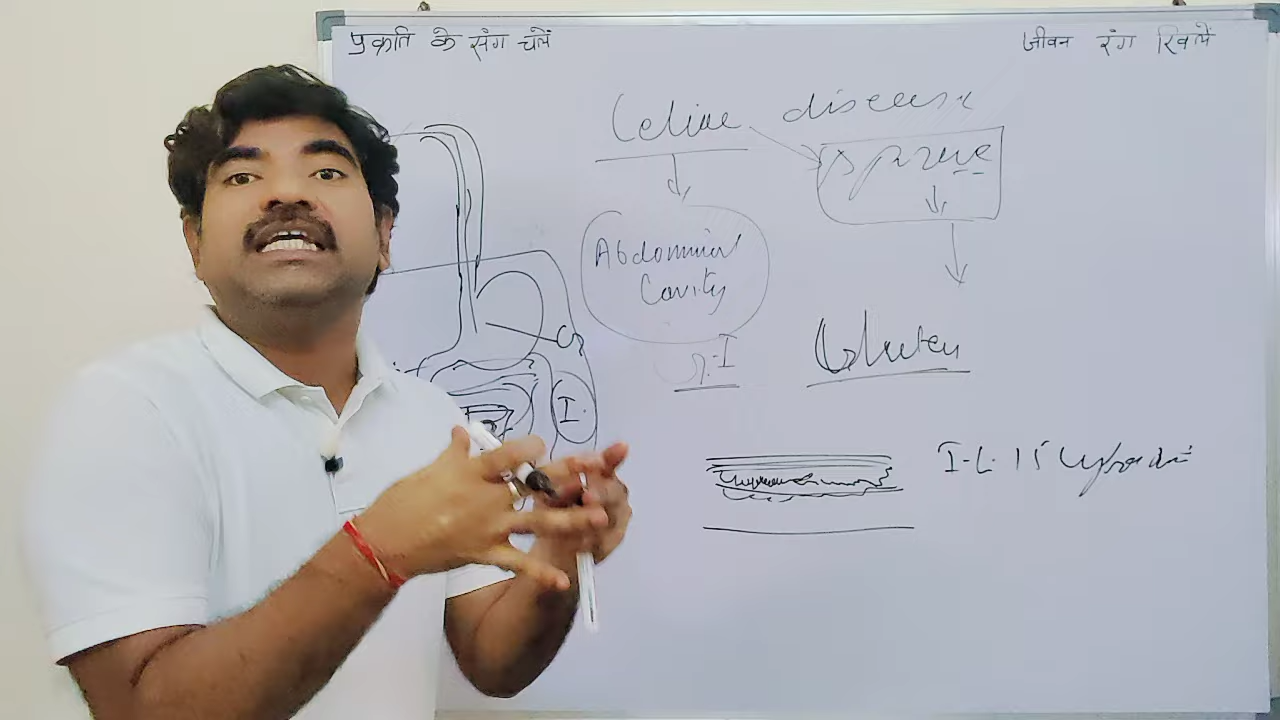 प्रकृति के संग चलें
जीवन रंग खिलें
Celiac disease
sprue
Abdominal
Cavity
S.I
Gluten
I.
I-L 15